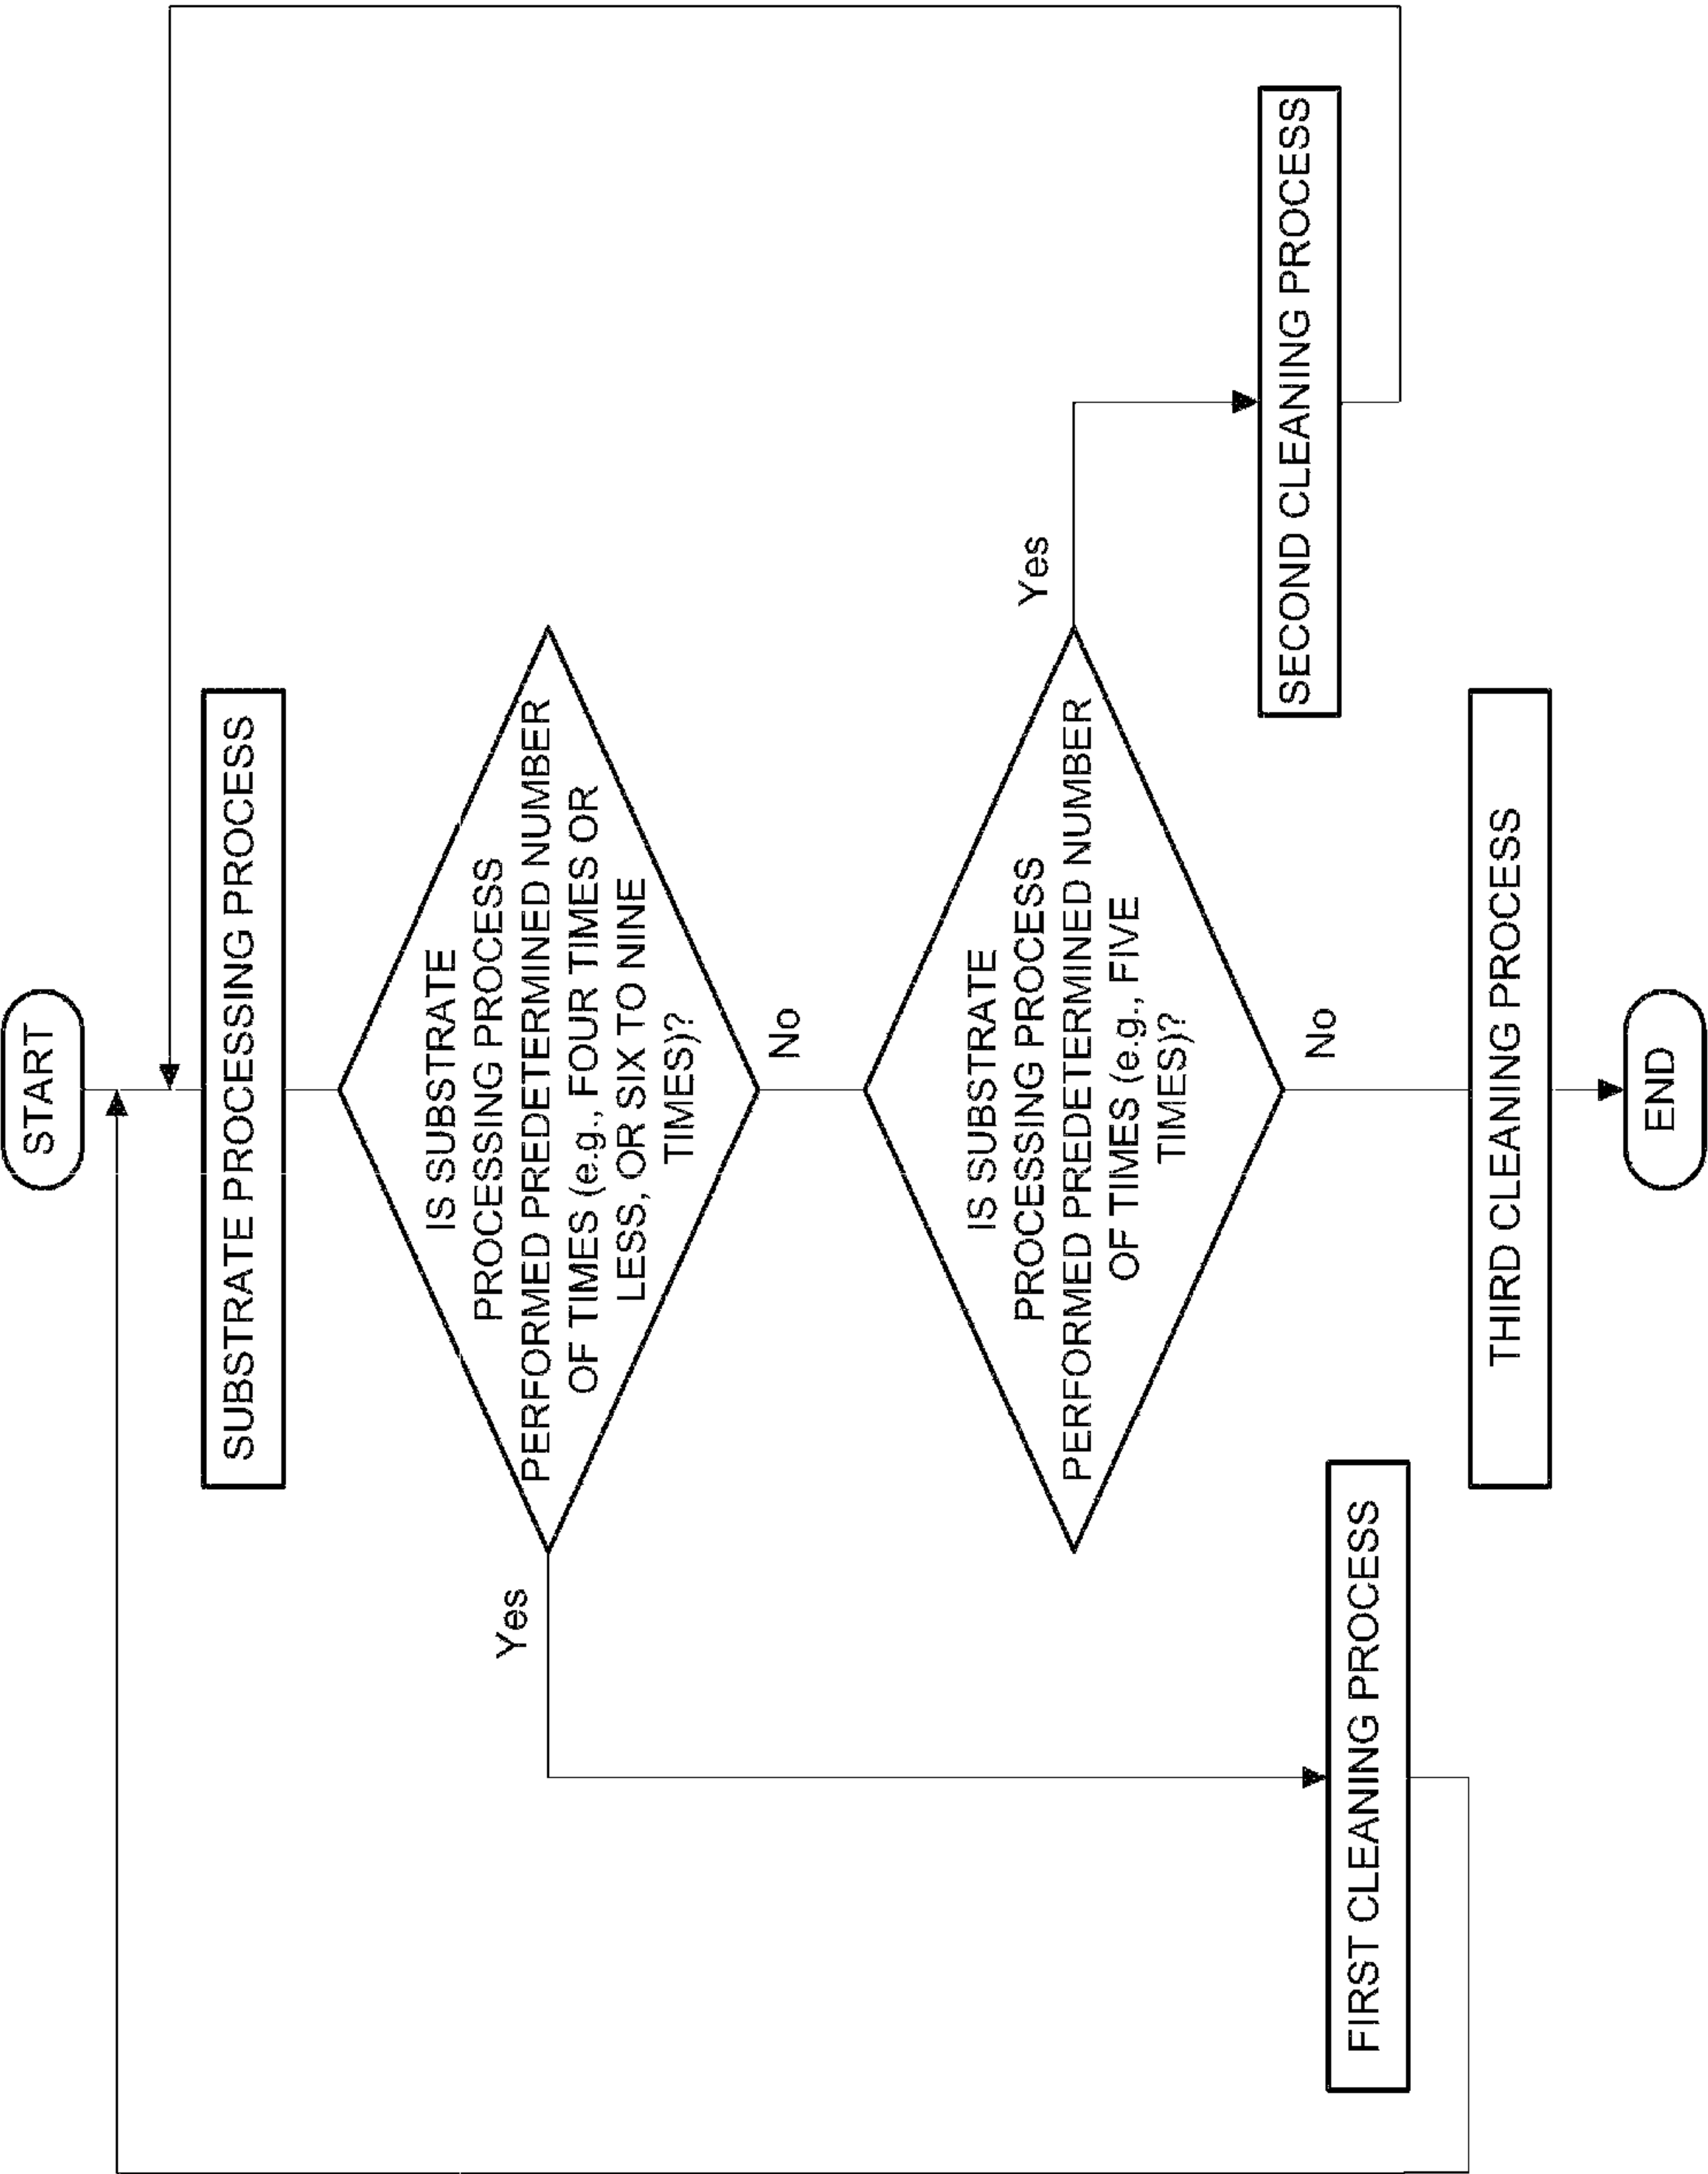 START
SUBSTRATE PROCESSING PROCESS
IS SUBSTRATE
PROCESSING PROCESS
PERFORMED PREDETERMINED NUMBER
OF TIMES (e.g., FOUR TIMES OR
LESS, OR SIX TO NINE
TIMES)?
Yes
No
IS SUBSTRATE
PROCESSING PROCESS
PERFORMED PREDETERMINED NUMBER
OF TIMES (e.g., FIVE
TIMES)?
Yes
No
SECOND CLEANING PROCESS
FIRST CLEANING PROCESS
THIRD CLEANING PROCESS
END